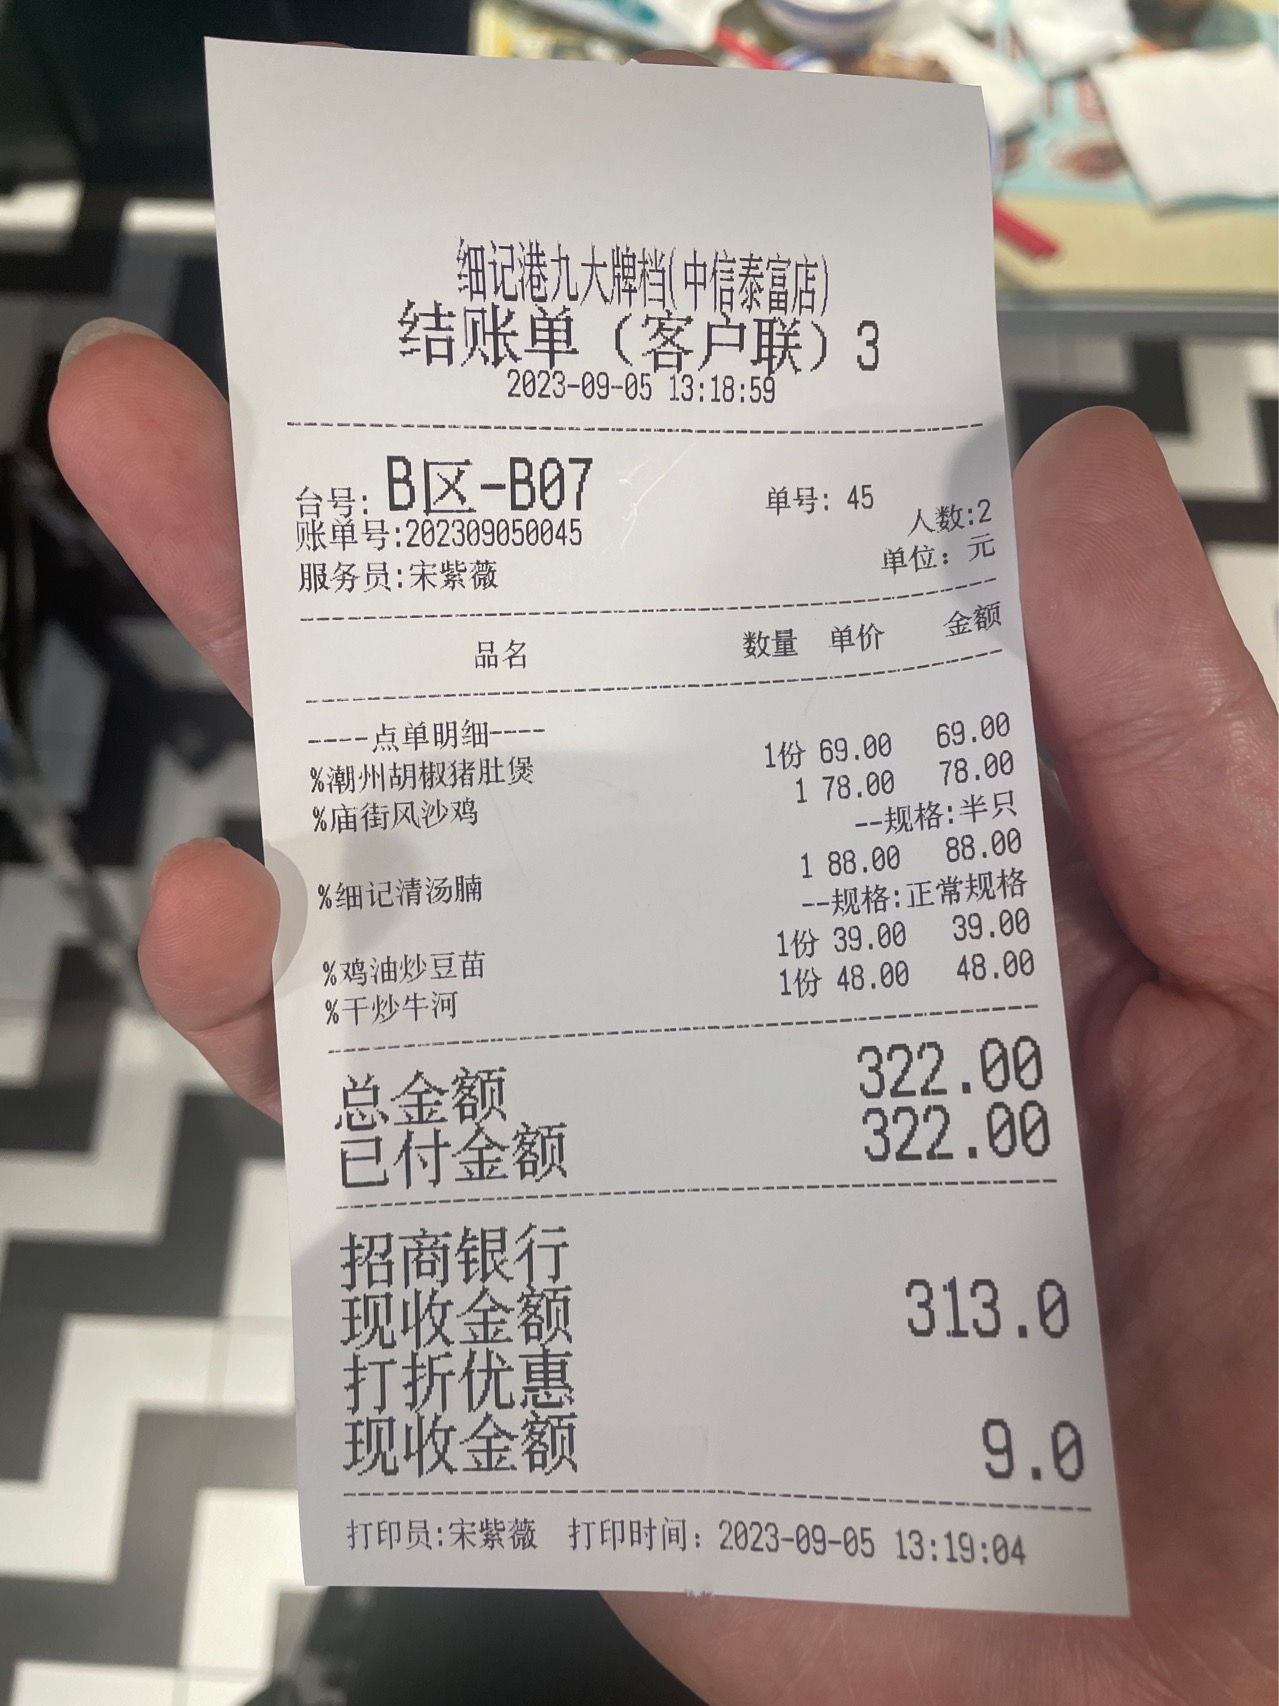 细记港九大牌档(中信泰富店)
结账单（客户联）3
2023-09-05 13:18:59
台号: B区-B07 单号: 45
账单号:202309050045 人数:2
服务员:宋紫薇 单位: 元
品名 数量 单价 金额
----点单明细----
%潮州胡椒猪肚煲 1份 69.00 69.00
%庙街风沙鸡 1 78.00 78.00
--规格:半只
%细记清汤腩 1 88.00 88.00
--规格:正常规格
%鸡油炒豆苗 1份 39.00 39.00
%干炒牛河 1份 48.00 48.00
总金额 322.00
已付金额 322.00
招商银行
现收金额 313.0
打折优惠
现收金额 9.0
打印员:宋紫薇 打印时间: 2023-09-05 13:19:04